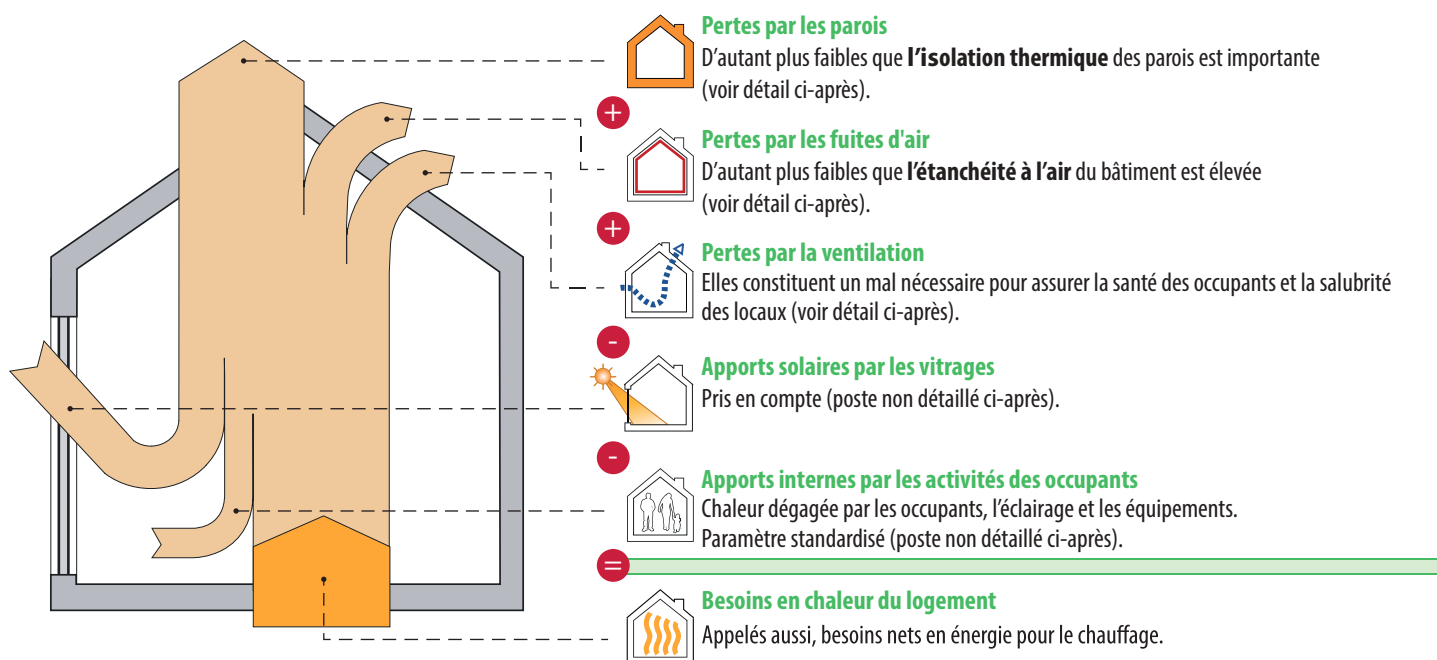 Pertes par les parois
D'autant plus faibles que l'isolation thermique des parois est importante
(voir détail ci-après).
+
Pertes par les fuites d'air
D'autant plus faibles que l'étanchéité à l'air du bâtiment est élevée
(voir détail ci-après).
+
Pertes par la ventilation
Elles constituent un mal nécessaire pour assurer la santé des occupants et la salubrité
des locaux (voir détail ci-après).
-
Apports solaires par les vitrages
Pris en compte (poste non détaillé ci-après).
-
Apports internes par les activités des occupants
Chaleur dégagée par les occupants, l'éclairage et les équipements.
Paramètre standardisé (poste non détaillé ci-après).
=
Besoins en chaleur du logement
Appelés aussi, besoins nets en énergie pour le chauffage.